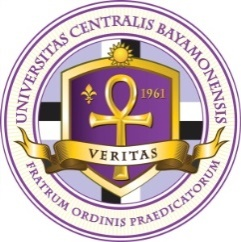 UNIVERSITAS CENTRALIS BAYAMONENSIS
1961
VERITAS
FRATRUM ORDINIS PRAEDICATORUM